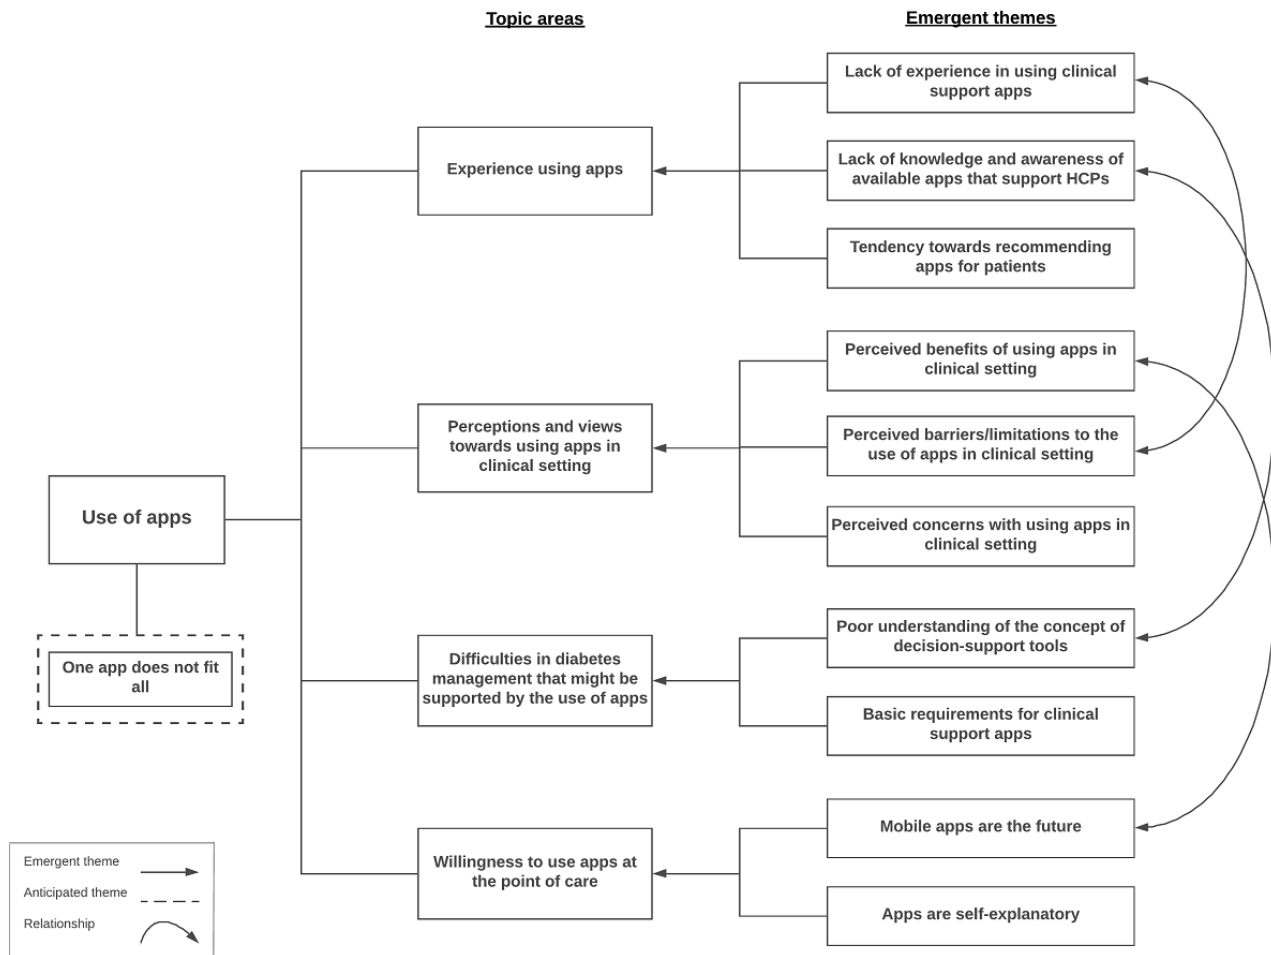 Topic areas
Emergent themes
Lack of experience in using clinical
support apps
Experience using apps
Lack of knowledge and awareness of
available apps that support HCPs
Tendency towards recommending
apps for patients
Perceived benefits of using apps in
clinical setting
Perceptions and views
towards using apps in
clinical setting
Perceived barriers/limitations to the
use of apps in clinical setting
Perceived concerns with using apps in
clinical setting
Use of apps
One app does not fit
all
Difficulties in diabetes
management that might be
supported by the use of apps
Poor understanding of the concept of
decision-support tools
Basic requirements for clinical
support apps
Willingness to use apps at
the point of care
Mobile apps are the future
Apps are self-explanatory
Emergent theme
Anticipated theme
Relationship